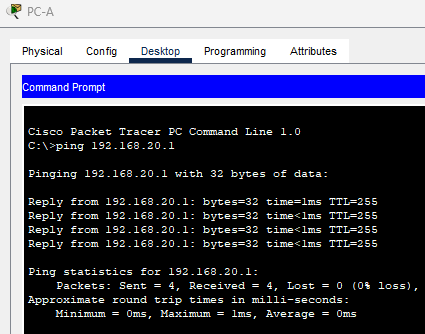 PC-A
Physical Config Desktop Programming Attributes
Command Prompt
Cisco Packet Tracer PC Command Line 1.0
C:\>ping 192.168.20.1
Pinging 192.168.20.1 with 32 bytes of data:
Reply from 192.168.20.1: bytes=32 time=1ms TTL=255
Reply from 192.168.20.1: bytes=32 time<1ms TTL=255
Reply from 192.168.20.1: bytes=32 time<1ms TTL=255
Reply from 192.168.20.1: bytes=32 time<1ms TTL=255
Ping statistics for 192.168.20.1:
Packets: Sent = 4, Received = 4, Lost = 0 (0% loss),
Approximate round trip times in milli-seconds:
Minimum = 0ms, Maximum = 1ms, Average = 0ms